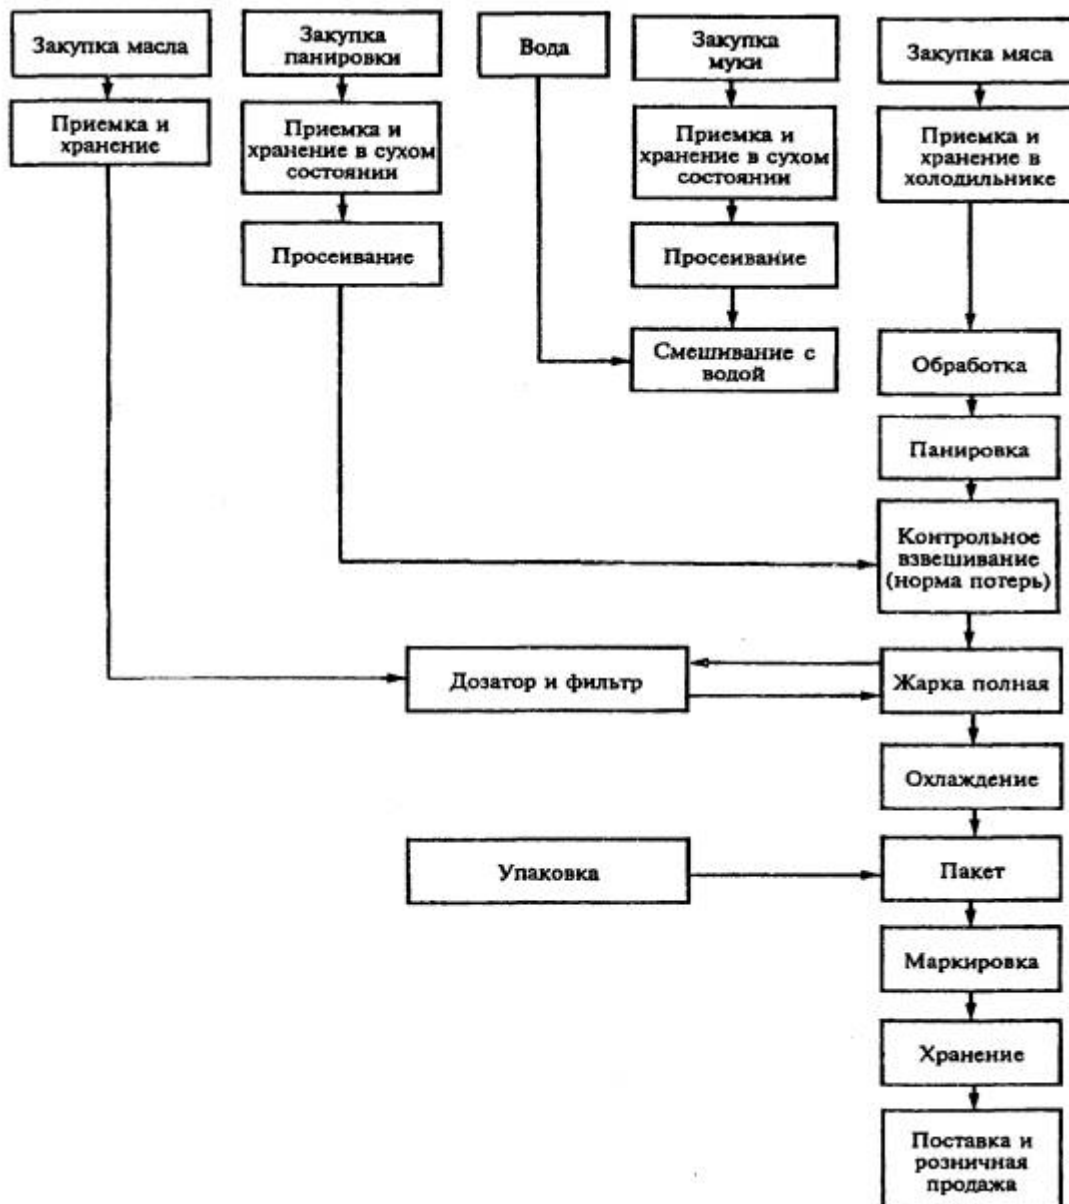 Закупка масла
Закупка
панировки
Вода
Закупка
муки
Закупка мяса
Приемка и
хранение
Приемка и
хранение в сухом
состоянии
Приемка и
хранение в сухом
состоянии
Приемка и
хранение в
холодильнике
Просеивание
Просеивание
Смешивание с
водой
Обработка
Панировка
Контрольное
взвешивание
(норма потерь)
Дозатор и фильтр
Жарка полная
Охлаждение
Упаковка
Пакет
Маркировка
Хранение
Поставка и
розничная
продажа